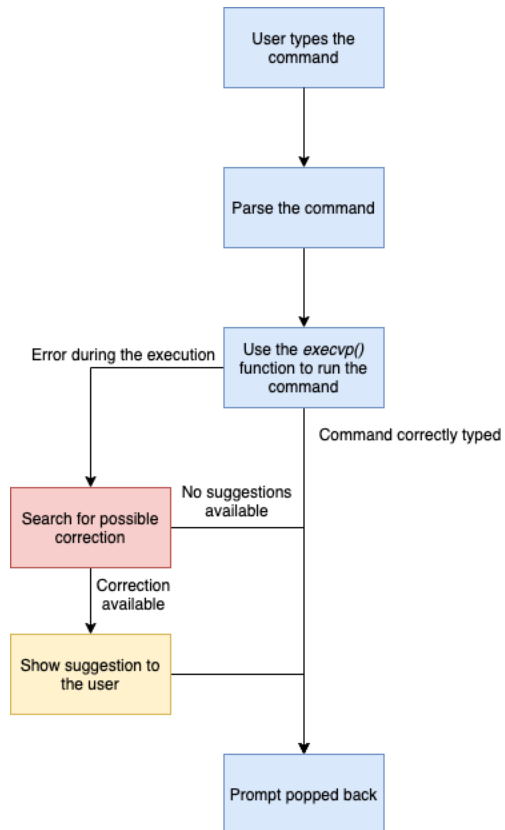 User types the
command
Parse the command
Use the execvp()
function to run the
command
Error during the execution
Command correctly typed
No suggestions
available
Search for possible
correction
Correction
available
Show suggestion to
the user
Prompt popped back